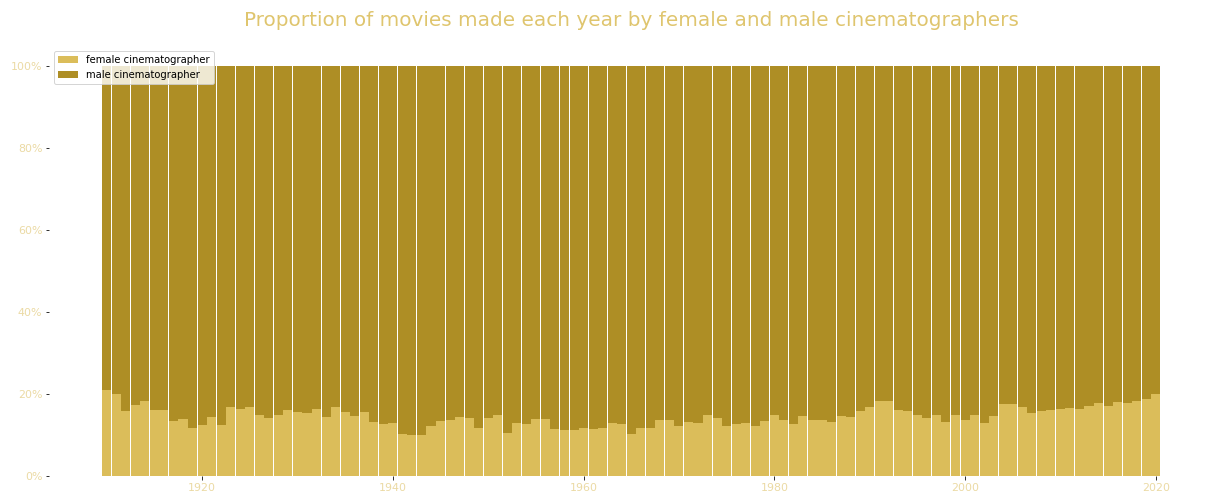 Proportion of movies made each year by female and male cinematographers
female cinematographer
male cinematographer
100%
80%
60%
40%
20%
0%
1920 1940 1960 1980 2000 2020